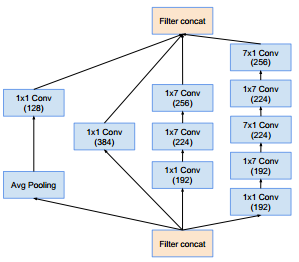 Filter concat
7x1 Conv
(256)
1x1 Conv
(128)
1x7 Conv
(256)
1x7 Conv
(224)
1x1 Conv
(384)
1x7 Conv
(224)
7x1 Conv
(224)
Avg Pooling
1x1 Conv
(192)
1x7 Conv
(192)
1x1 Conv
(192)
Filter concat